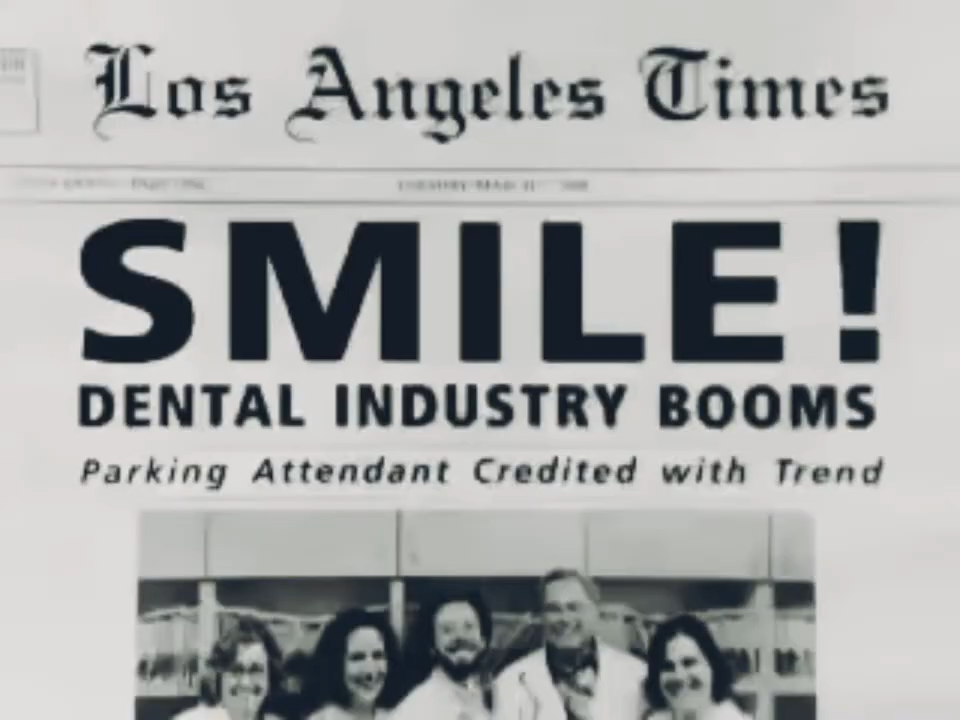 Los Angeles Times
SMILE!
DENTAL INDUSTRY BOOMS
Parking Attendant Credited with Trend